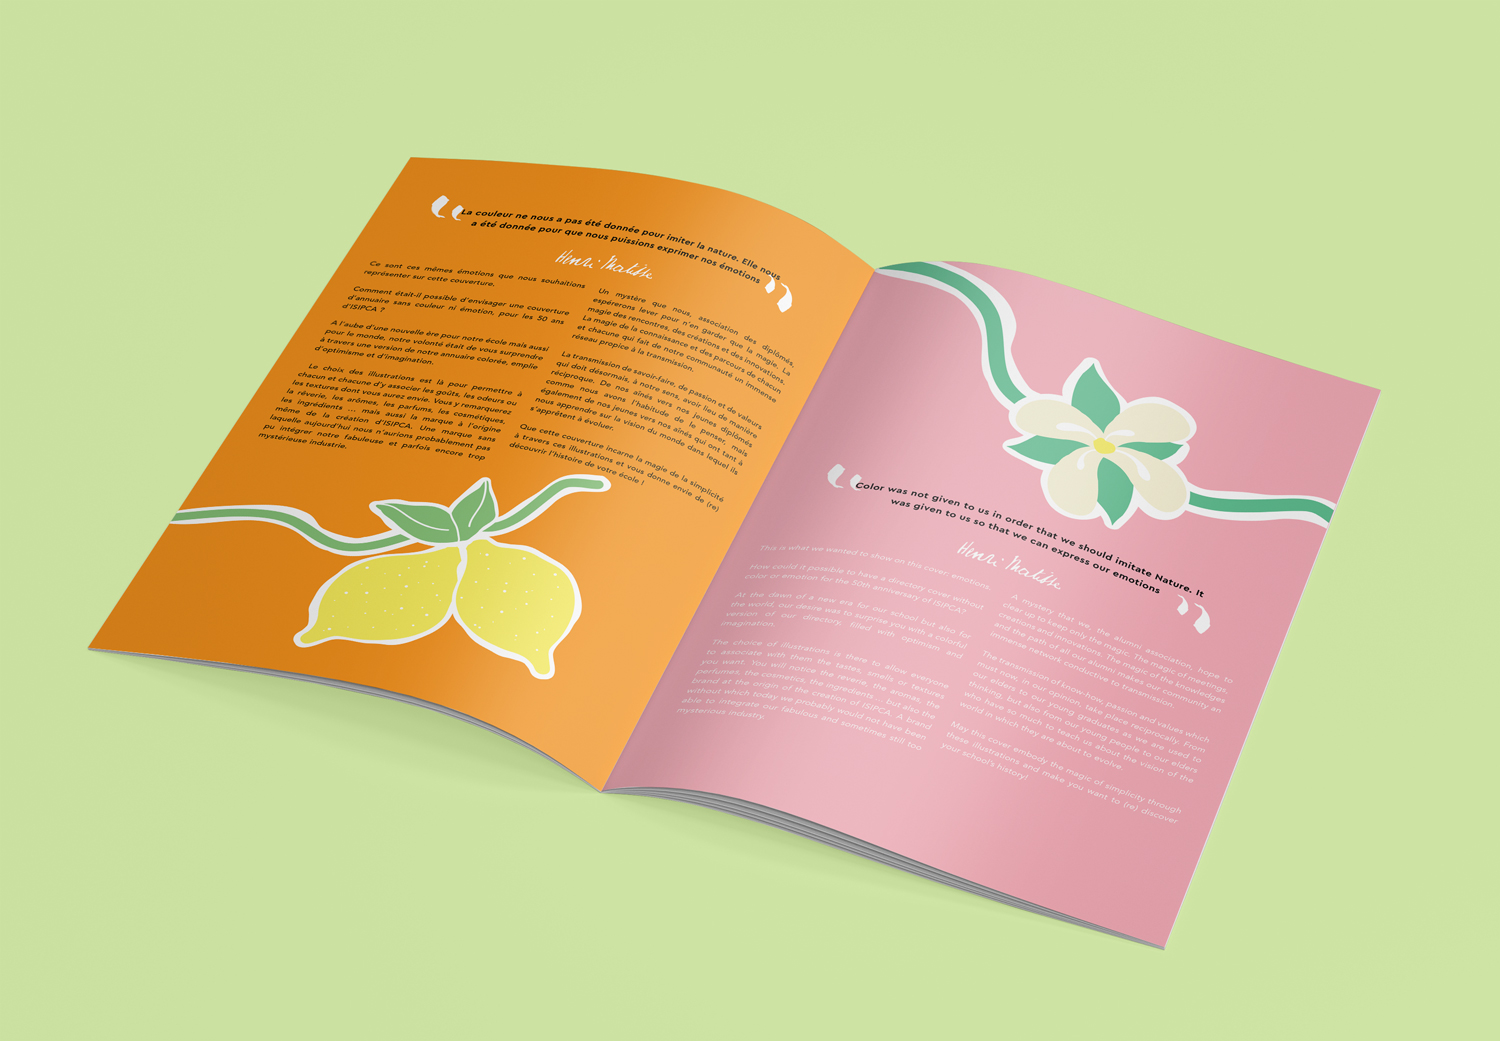 “ La couleur ne nous a pas été donnée pour imiter la nature. Elle nous
a été donnée pour que nous puissions exprimer nos émotions ”
Henri Matisse
Ce sont ces mêmes émotions que nous souhaitions
représenter sur cette couverture.
Comment était-il possible d'envisager une couverture
d'annuaire sans couleur ni émotion, pour les 50 ans
d'ISIPCA ?
A l'aube d'une nouvelle ère pour notre école mais aussi
pour le monde, notre volonté était de vous surprendre
à travers une version de notre annuaire colorée, emplie
d'optimisme et d'imagination.
Le choix des illustrations est là pour permettre à
chacun et chacune d'y associer les goûts, les odeurs ou
les textures dont vous aurez envie. Vous y remarquerez
la rêverie, les arômes, les parfums, les cosmétiques,
les ingrédients ... mais aussi la marque à l'origine
même de la création d'ISIPCA. Une marque sans
laquelle aujourd'hui nous n'aurions probablement pas
pu intégrer notre fabuleuse et parfois encore trop
mystérieuse industrie.
Un mystère que nous, association des diplômés,
espérerons lever pour n'en garder que la magie. La
magie des rencontres, des créations et des innovations.
La magie de la connaissance et des parcours de chacun
et chacune qui fait de notre communauté un immense
réseau propice à la transmission.
La transmission de savoir-faire, de passion et de valeurs
qui doit désormais, à notre sens, avoir lieu de manière
réciproque. De nos aînés vers nos jeunes diplômés
comme nous avons l'habitude de le penser, mais
également de nos jeunes vers nos aînés qui ont tant à
nous apprendre sur la vision du monde dans lequel ils
s'apprêtent à évoluer.
Que cette couverture incarne la magie de la simplicité
à travers ces illustrations et vous donne envie de (re)
découvrir l'histoire de votre école !
“ Color was not given to us in order that we should imitate Nature. It
was given to us so that we can express our emotions ”
Henri Matisse
This is what we wanted to show on this cover: emotions.
How could it possible to have a directory cover without
color or emotion for the 50th anniversary of ISIPCA?
At the dawn of a new era for our school but also for
the world, our desire was to surprise you with a colorful
version of our directory, filled with optimism and
imagination.
The choice of illustrations is there to allow everyone
to associate with them the tastes, smells or textures
you want. You will notice the reverie, the aromas, the
perfumes, the cosmetics, the ingredients ... but also the
brand at the origin of the creation of ISIPCA. A brand
without which today we probably would not have been
able to integrate our fabulous and sometimes still too
mysterious industry.
A mystery that we, the alumni association, hope to
clear up to keep only the magic. The magic of meetings,
creations and innovations. The magic of the knowledges
and the path of all our alumni makes our community an
immense network conductive to transmission.
The transmission of know-how, passion and values which
must now, in our opinion, take place reciprocally. From
our elders to our young graduates as we are used to
thinking, but also from our young people to our elders
who have so much to teach us about the vision of the
world in which they are about to evolve.
May this cover embody the magic of simplicity through
these illustrations and make you want to (re) discover
your school's history!